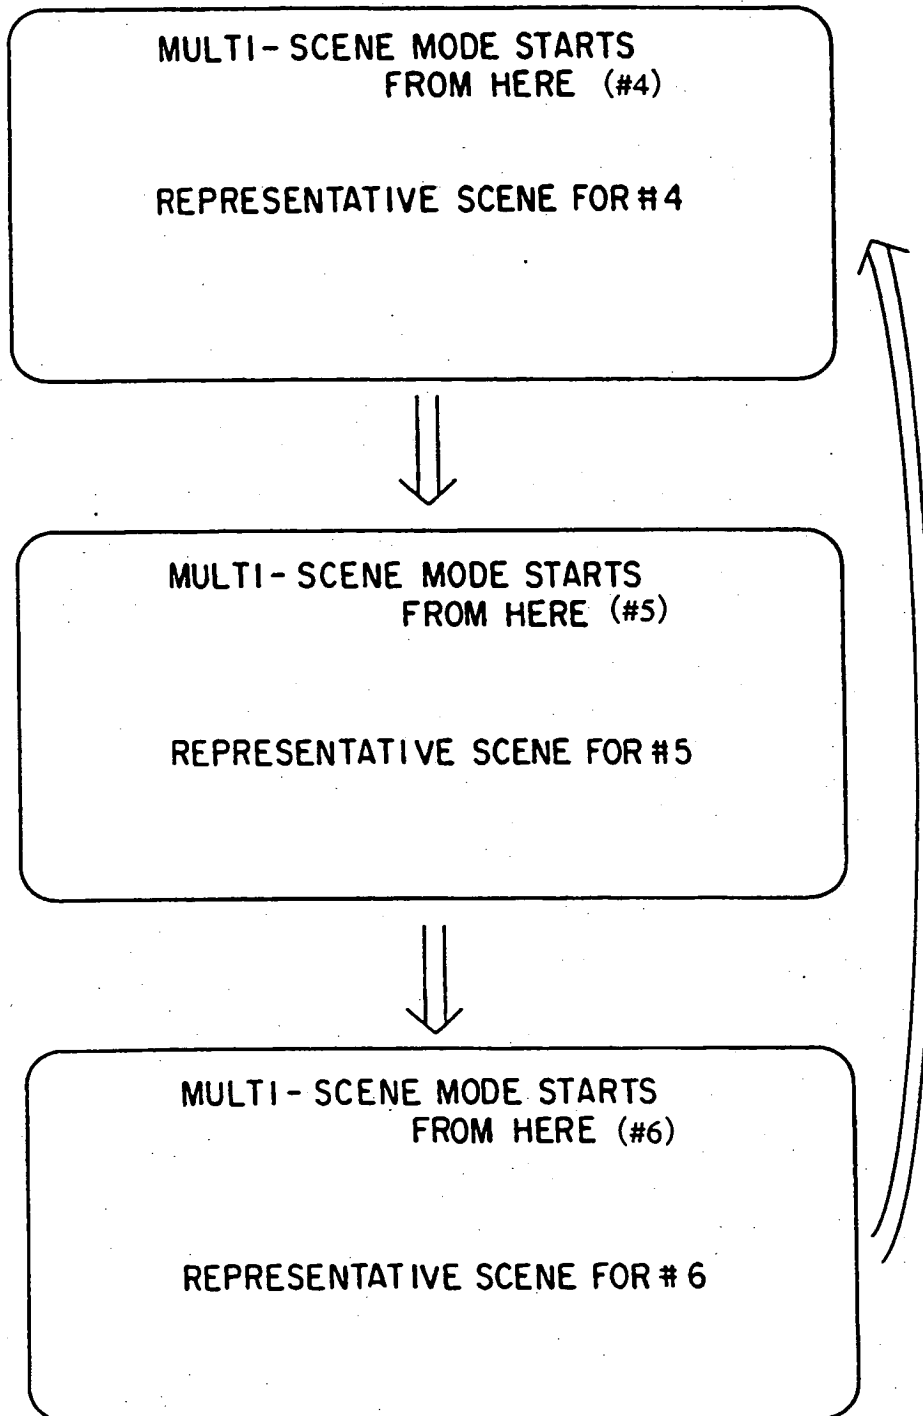 MULTI-SCENE MODE STARTS
FROM HERE (#4)
REPRESENTATIVE SCENE FOR #4
MULTI-SCENE MODE STARTS
FROM HERE (#5)
REPRESENTATIVE SCENE FOR #5
MULTI-SCENE MODE STARTS
FROM HERE (#6)
REPRESENTATIVE SCENE FOR #6